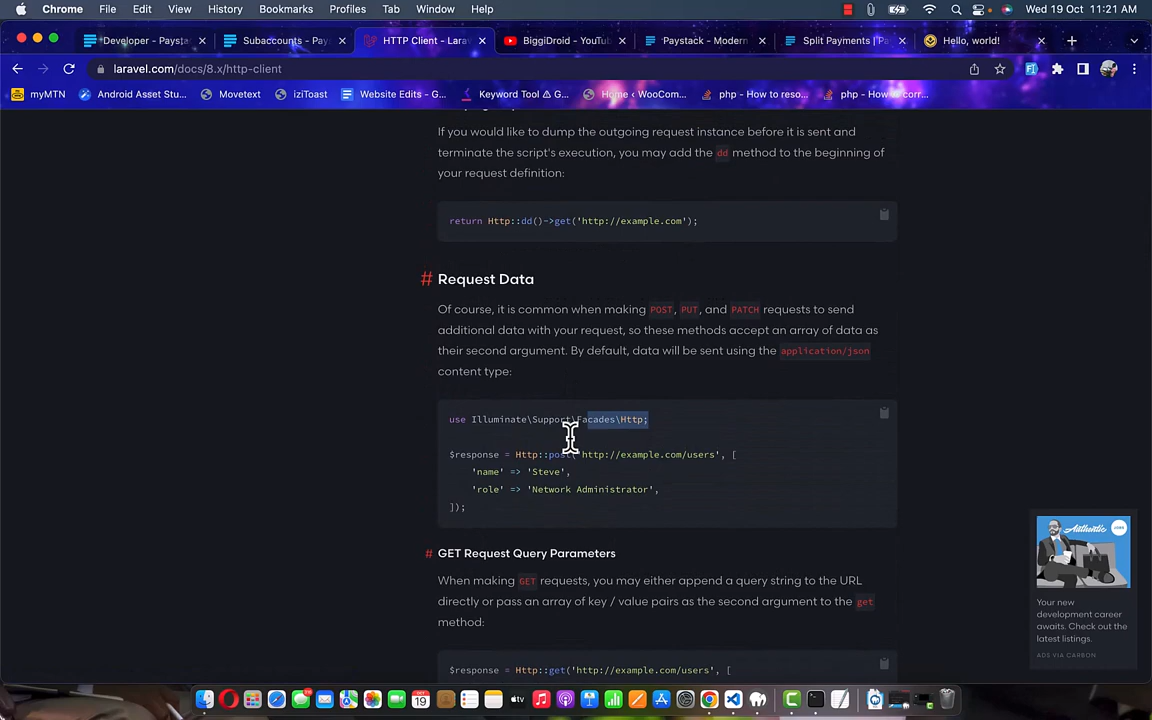 Chrome File Edit View History Bookmarks Profiles Tab Window Help Wed 19 Oct 11:21 AM
Developer - Paysta Subaccounts - Pay HTTP Client - Lara BiggiDroid - YouTu Paystack - Modern Split Payments | Pa Hello, world!
laravel.com/docs/8.x/http-client
myMTN Android Asset Stu... Movetext iziToast Website Edits - G... Keyword Tool ⚠ G... Home ‹ WooCom... php - How to reso... php - How to corr...
If you would like to dump the outgoing request instance before it is sent and
terminate the script's execution, you may add the dd method to the beginning of
your request definition:
return Http::dd()->get('http://example.com');
# Request Data
Of course, it is common when making POST, PUT, and PATCH requests to send
additional data with your request, so these methods accept an array of data as
their second argument. By default, data will be sent using the application/json
content type:
use Illuminate\Support\Facades\Http;
$response = Http::post('http://example.com/users', [
'name' => 'Steve',
'role' => 'Network Administrator',
]);
# GET Request Query Parameters
When making GET requests, you may either append a query string to the URL
directly or pass an array of key / value pairs as the second argument to the get
method:
$response = Http::get('http://example.com/users', [
Authentic JOBS
Your new
development career
awaits. Check out the
latest listings.
ADS VIA CARBON